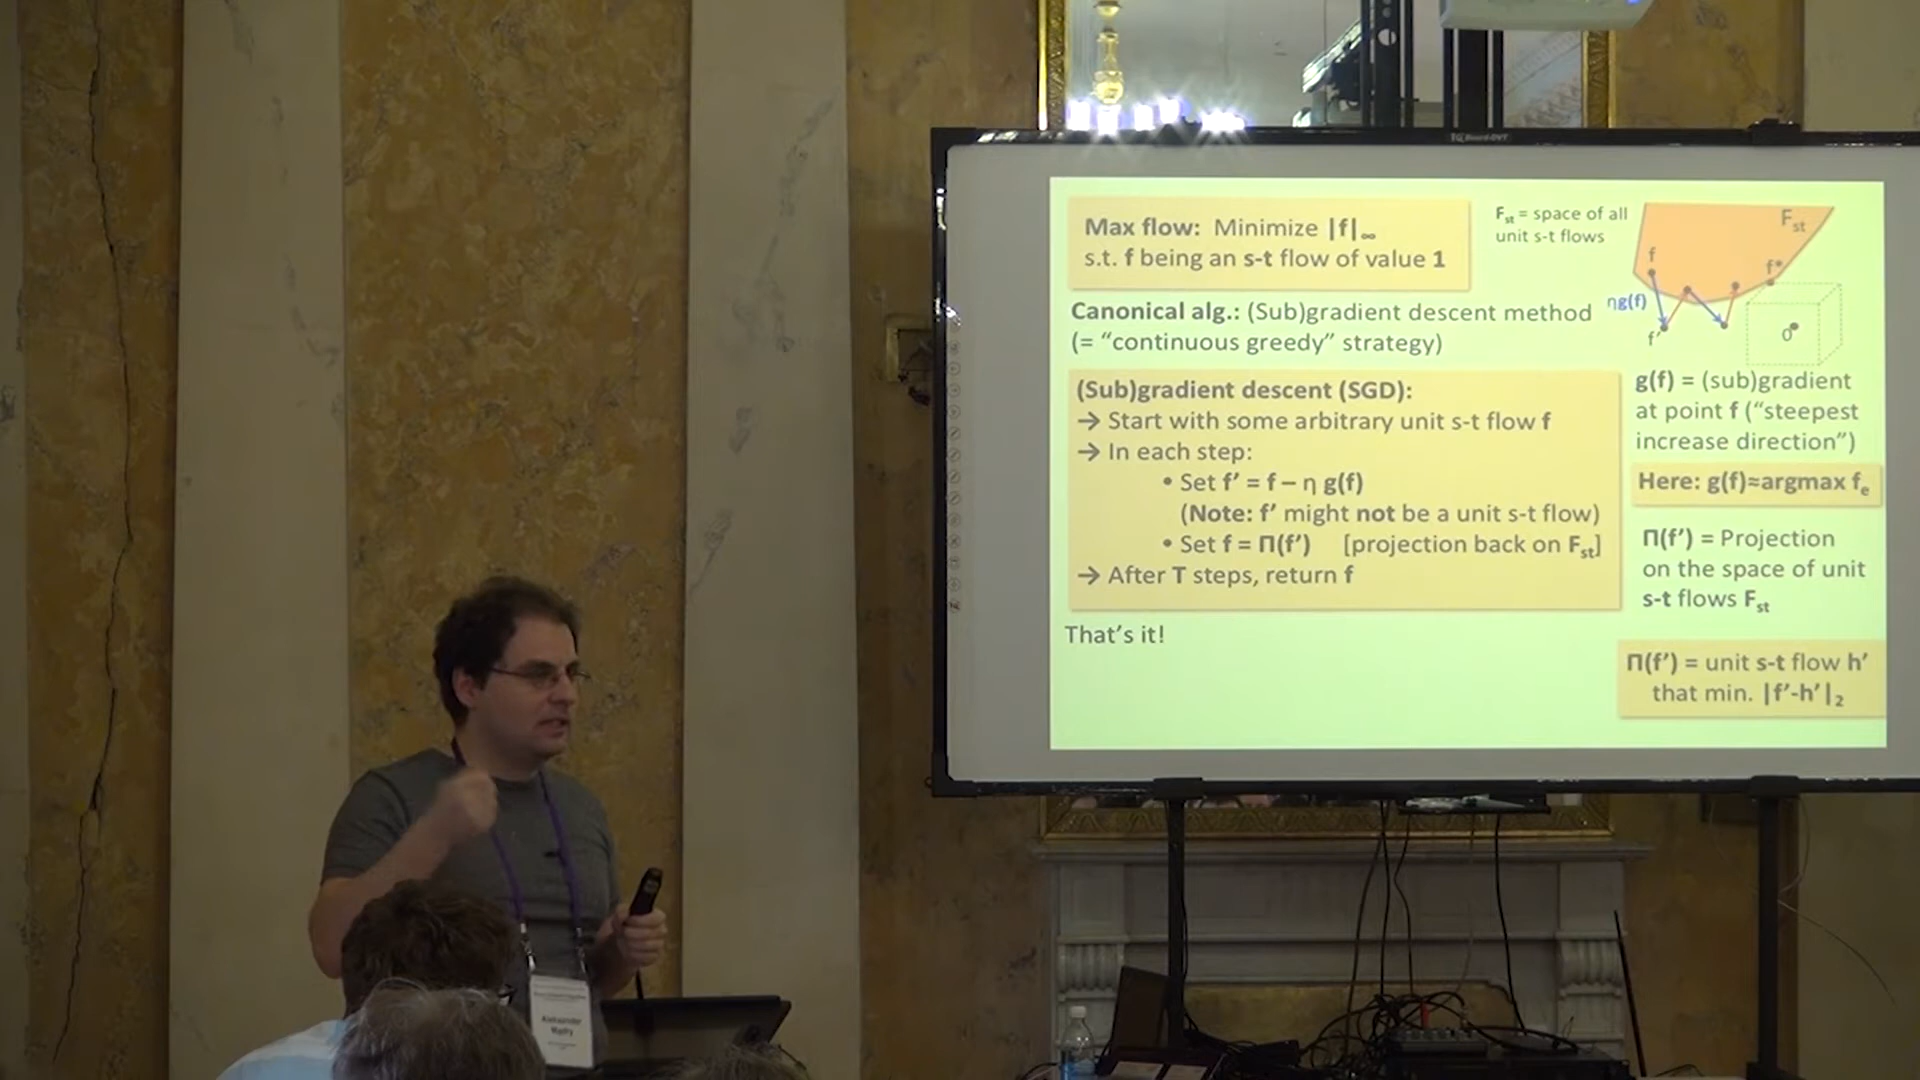 Max flow: Minimize |f|∞
s.t. f being an s-t flow of value 1
Canonical alg.: (Sub)gradient descent method
(= “continuous greedy” strategy)
(Sub)gradient descent (SGD):
→ Start with some arbitrary unit s-t flow f
→ In each step:
• Set f’ = f – η g(f)
(Note: f’ might not be a unit s-t flow)
• Set f = Π(f’) [projection back on Fst]
→ After T steps, return f
That’s it!
Fst = space of all
unit s-t flows
Fst
f
f*
ηg(f)
f’
0
g(f) = (sub)gradient
at point f (“steepest
increase direction”)
Here: g(f)≈argmax fe
Π(f’) = Projection
on the space of unit
s-t flows Fst
Π(f’) = unit s-t flow h’
that min. |f’-h’|2
Aleksander
Mądry